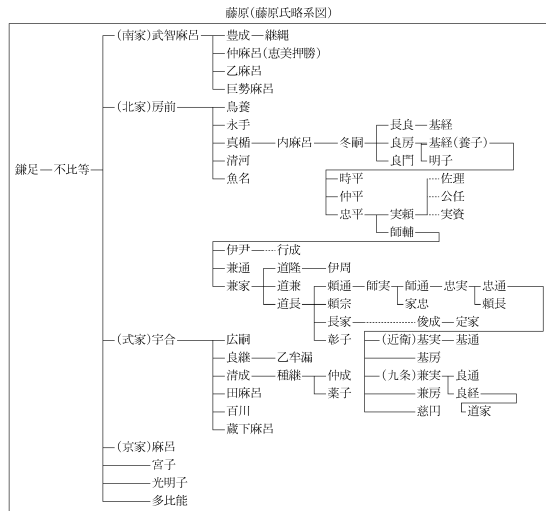 藤原(藤原氏略系図)
(南家)武智麻呂 豊成 継縄
仲麻呂(恵美押勝)
乙麻呂
巨勢麻呂
(北家)房前 鳥養
永手 長良 基経
真楯 内麻呂 冬嗣 良房 基経(養子)
清河 良門 明子
鎌足 不比等 魚名 時平 佐理
仲平 公任
忠平 実頼 実資
師輔
伊尹 行成
兼通 道隆 伊周
兼家 道兼 頼通 師実 師通 忠実 忠通
道長 頼宗 家忠 頼長
長家 俊成 定家
(式家)宇合 広嗣 彰子 (近衛)基実 基通
良継 乙牟漏 基房
清成 種継 仲成 (九条)兼実 良通
田麻呂 薬子 兼房 良経
百川 慈円 道家
蔵下麻呂
(京家)麻呂
宮子
光明子
多比能